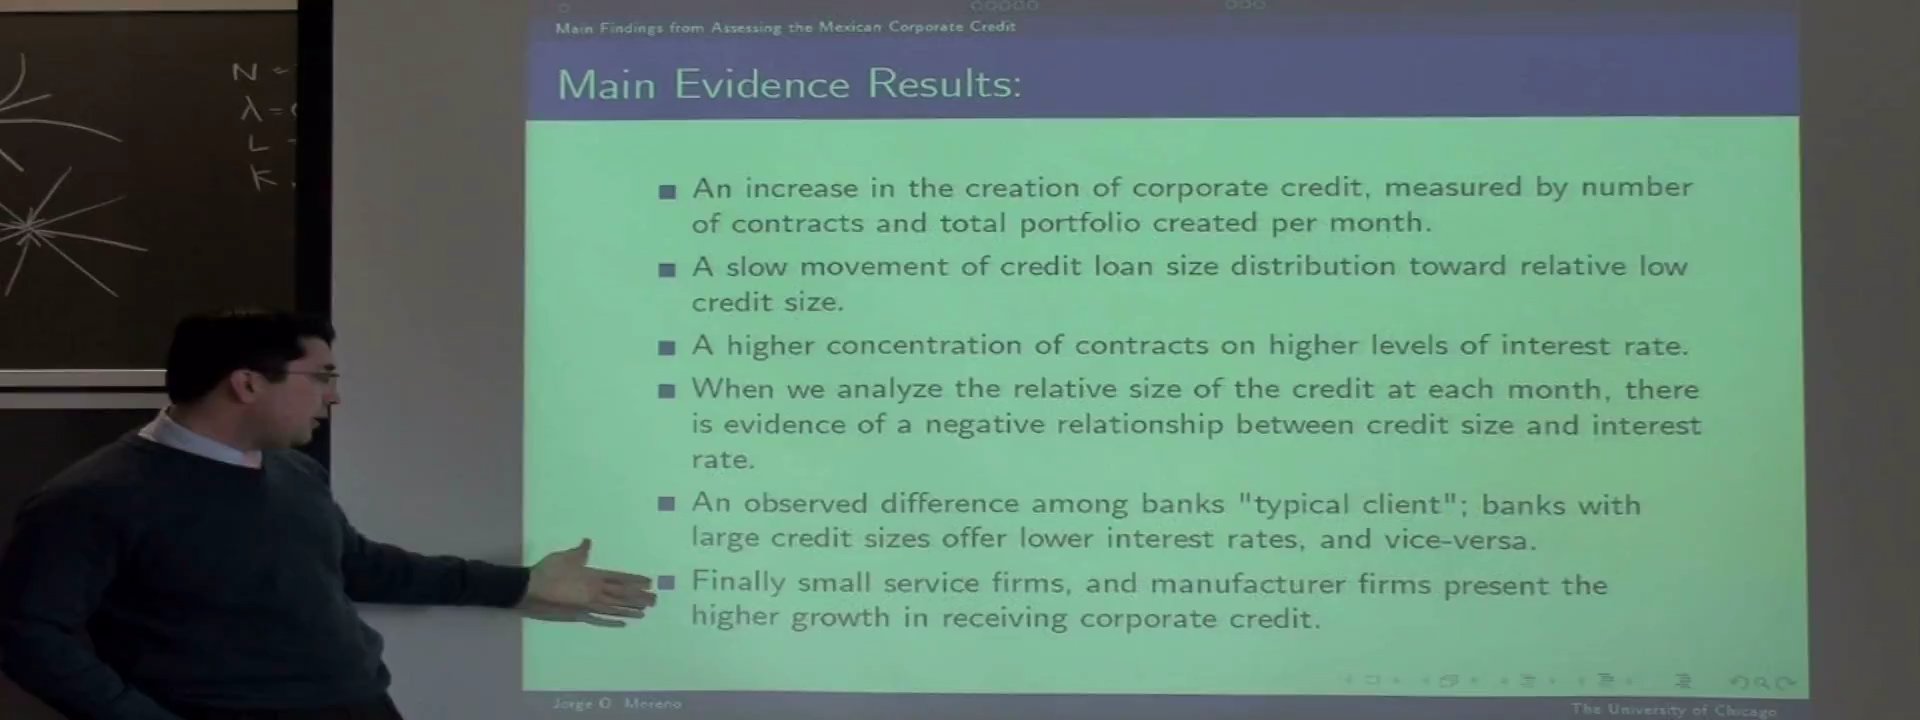 N =
λ =
L
K
Main Findings from Assessing the Mexican Corporate Credit
Main Evidence Results:
An increase in the creation of corporate credit, measured by number
of contracts and total portfolio created per month.
A slow movement of credit loan size distribution toward relative low
credit size.
A higher concentration of contracts on higher levels of interest rate.
When we analyze the relative size of the credit at each month, there
is evidence of a negative relationship between credit size and interest
rate.
An observed difference among banks "typical client"; banks with
large credit sizes offer lower interest rates, and vice-versa.
Finally small service firms, and manufacturer firms present the
higher growth in receiving corporate credit.
Jorge O. Moreno
The University of Chicago